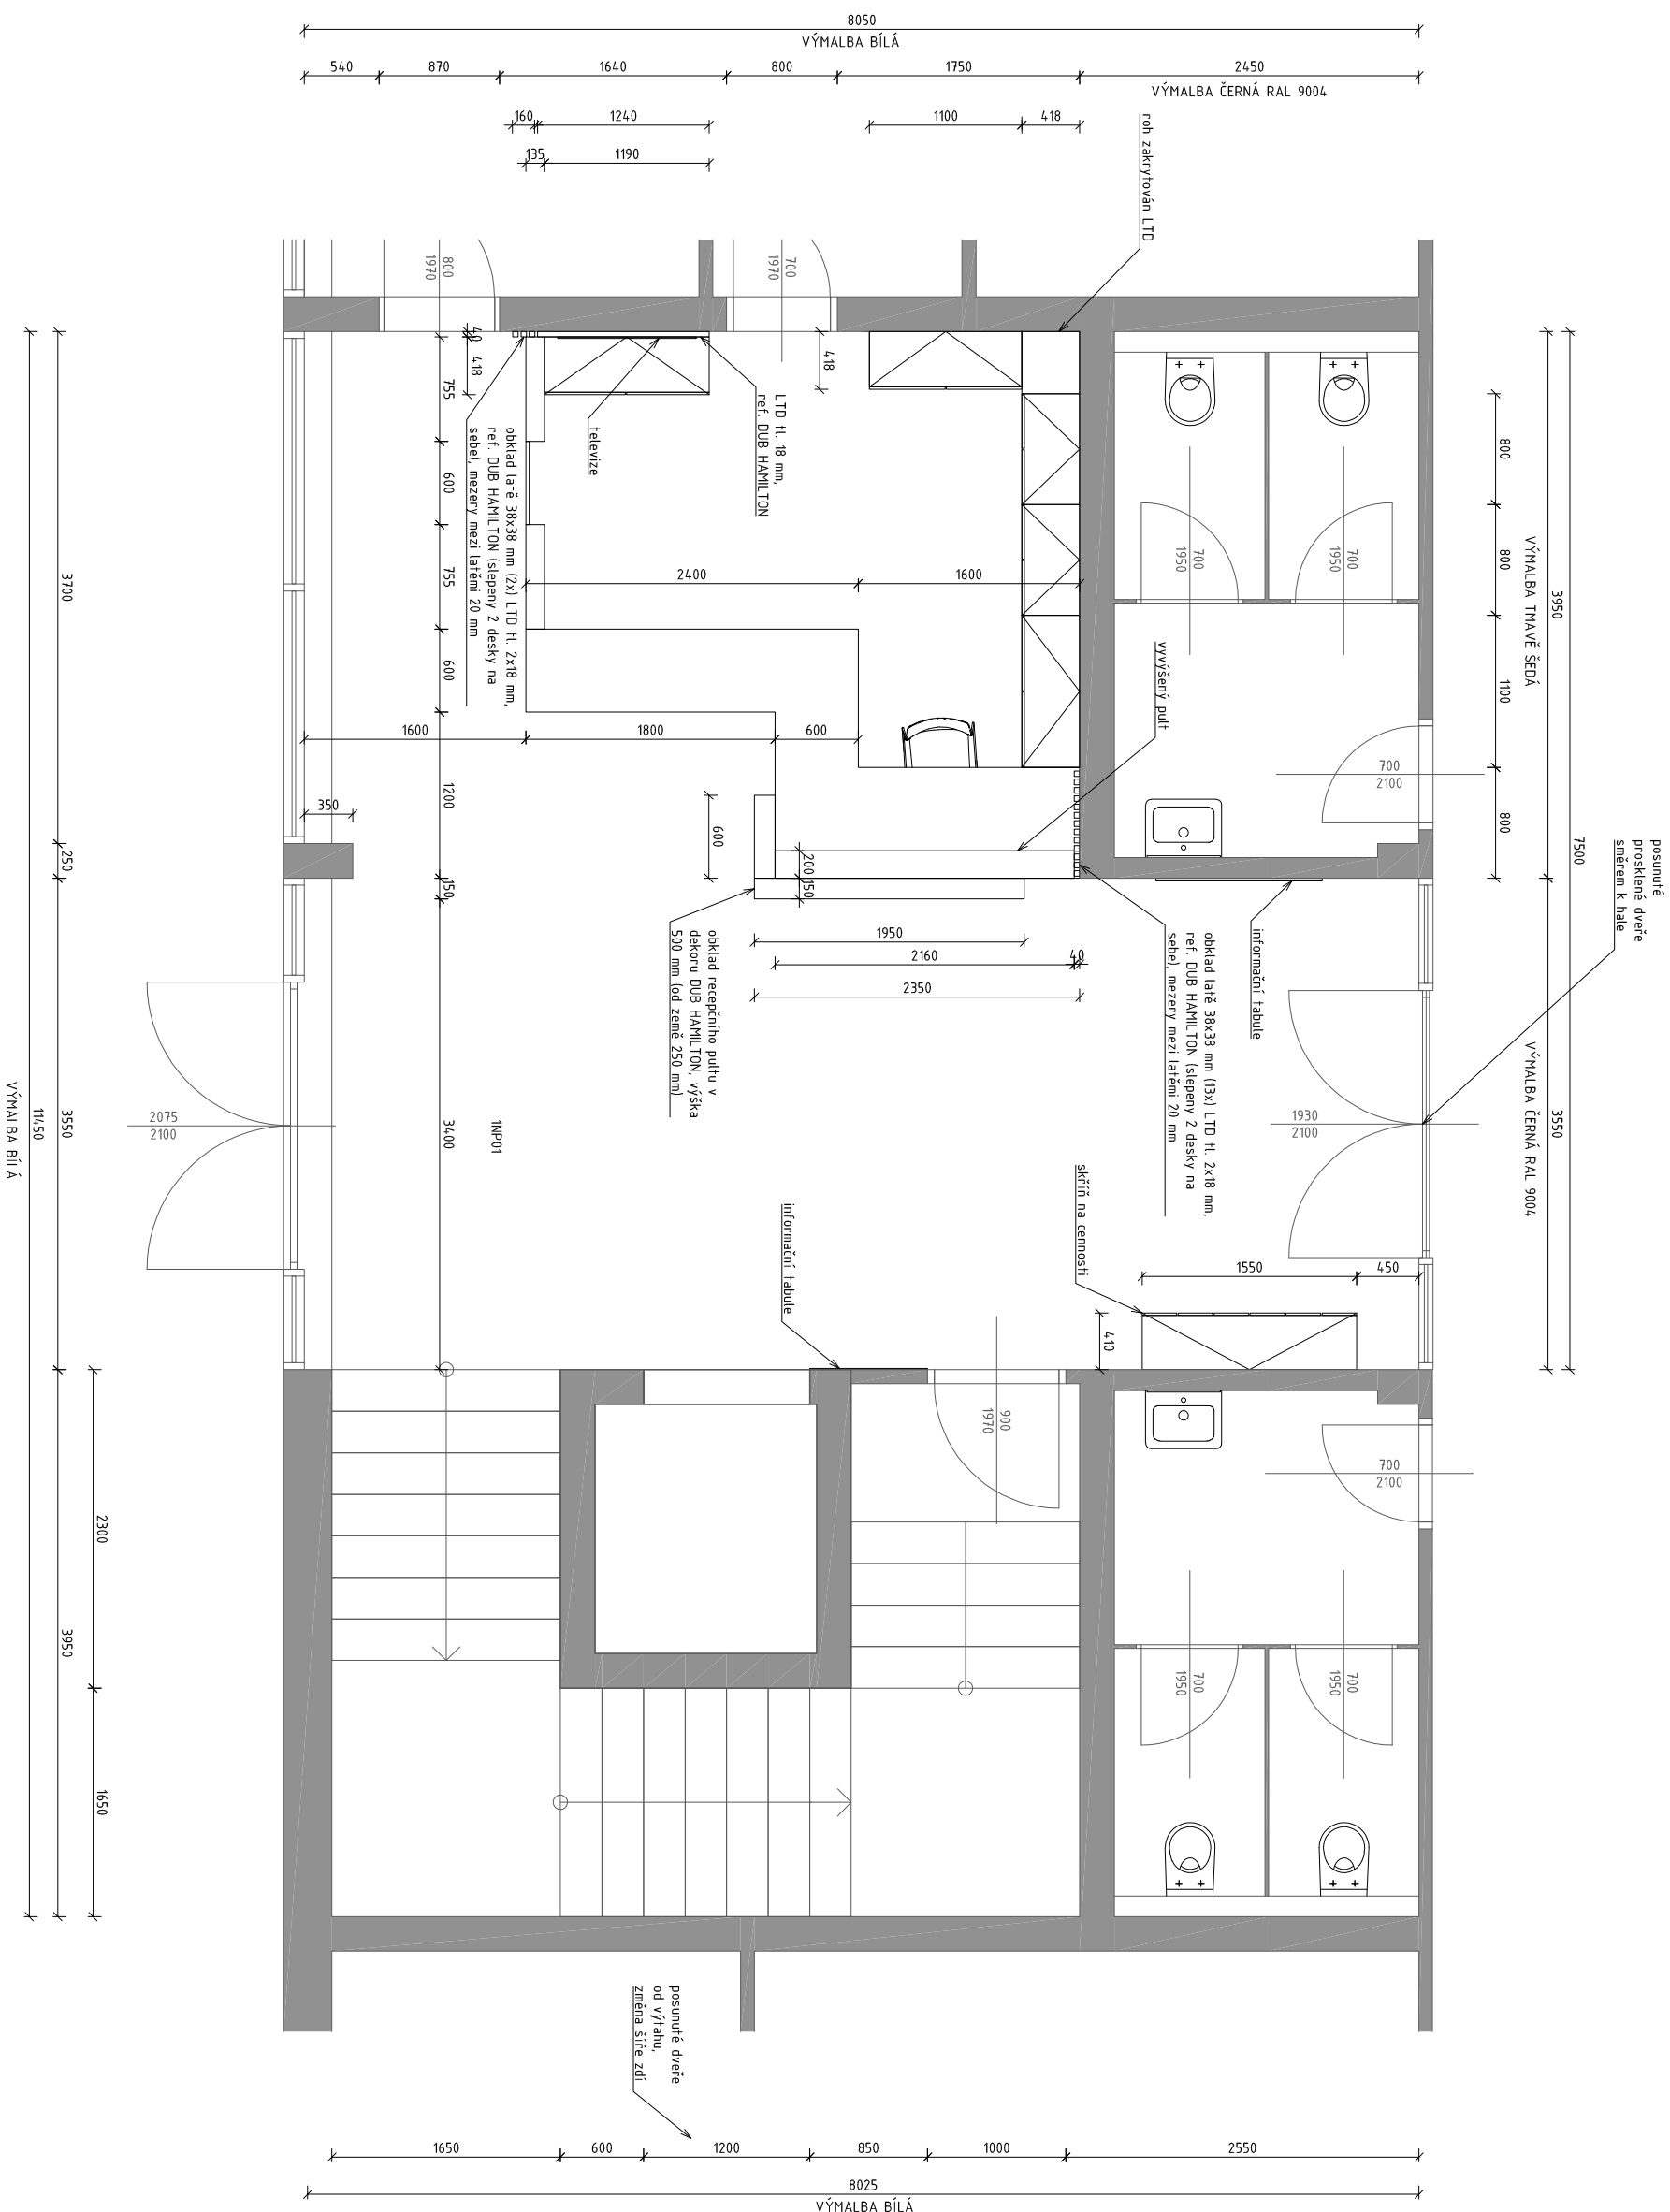 8050
VÝMALBA BÍLÁ
540
870
1640
800
1750
2450
VÝMALBA ČERNÁ RAL 9004
160
1240
1100
418
135
1190
roh zakrytován LTD
800
1970
700
1970
40
418
755
600
755
600
1200
150
3400
418
LTD tl. 18 mm,
ref. DUB HAMILTON
televize
obklad latě 38x38 mm (2x) LTD tl. 2x18 mm,
ref. DUB HAMILTON (slepeny 2 desky na
sebe), mezery mezi latěmi 20 mm
2400
1600
1600
1800
600
350
600
200
150
vyvýšený pult
700
1950
700
1950
700
2100
800
800
1100
800
VÝMALBA TMAVĚ ŠEDÁ
3950
7500
3550
VÝMALBA ČERNÁ RAL 9004
posunuté
prosklené dveře
směrem k hale
3700
250
3550
3950
11450
VÝMALBA BÍLÁ
2300
1650
1950
2160
40
2350
obklad recepčního pultu v
dekoru DUB HAMILTON, výška
500 mm (od země 250 mm)
obklad latě 38x38 mm (13x) LTD tl. 2x18 mm,
ref. DUB HAMILTON (slepeny 2 desky na
sebe), mezery mezi latěmi 20 mm
informační tabule
1NP01
2075
2100
1930
2100
skříň na cennosti
1550
450
410
informační tabule
900
1970
700
2100
700
1950
700
1950
posunuté dveře
od výtahu,
změna šíře zdí
1650
600
1200
850
1000
2550
8025
VÝMALBA BÍLÁ